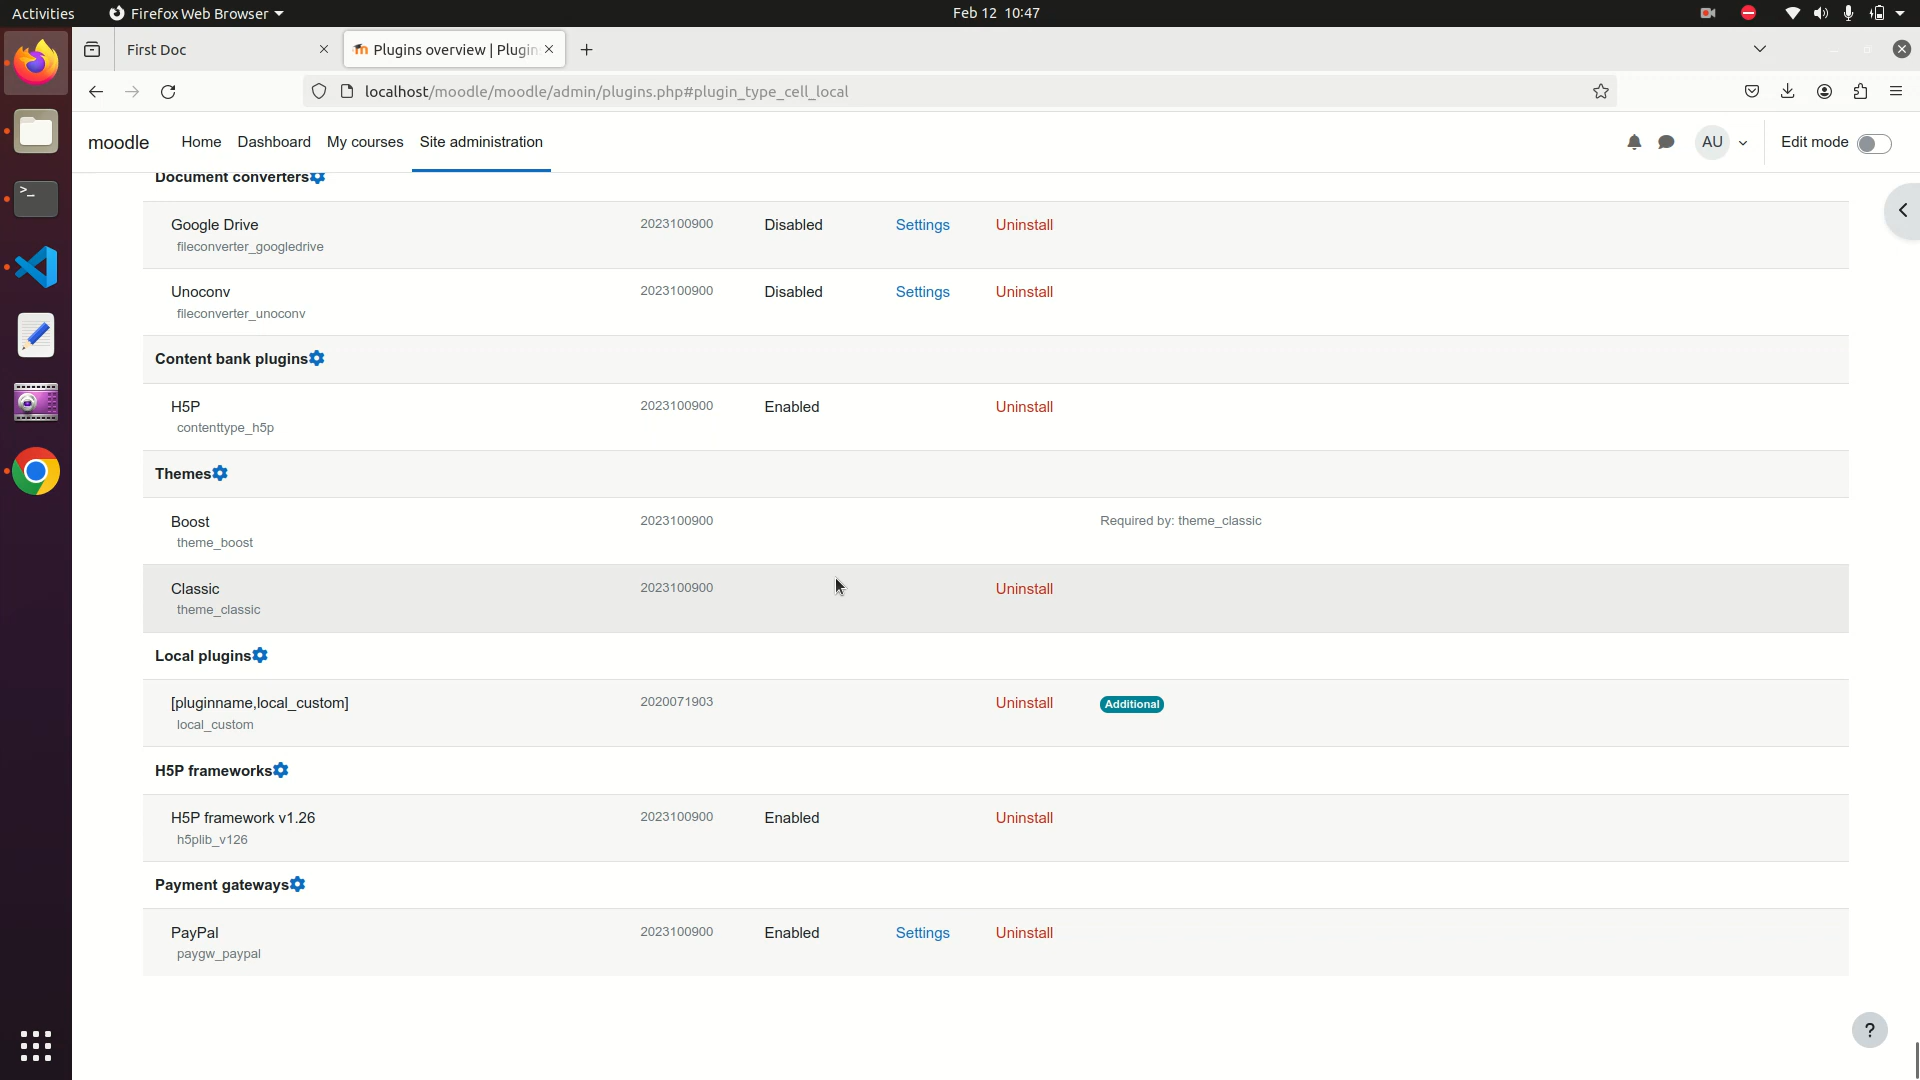 Activities Firefox Web Browser Feb 12 10:47
First Doc Plugins overview | Plugin
localhost/moodle/moodle/admin/plugins.php#plugin_type_cell_local
moodle Home Dashboard My courses Site administration AU Edit mode
Document converters
Google Drive 2023100900 Disabled Settings Uninstall
fileconverter_googledrive
Unoconv 2023100900 Disabled Settings Uninstall
fileconverter_unoconv
Content bank plugins
H5P 2023100900 Enabled Uninstall
contenttype_h5p
Themes
Boost 2023100900 Required by: theme_classic
theme_boost
Classic 2023100900 Uninstall
theme_classic
Local plugins
[pluginname,local_custom] 2020071903 Uninstall Additional
local_custom
H5P frameworks
H5P framework v1.26 2023100900 Enabled Uninstall
h5plib_v126
Payment gateways
PayPal 2023100900 Enabled Settings Uninstall
paygw_paypal
?